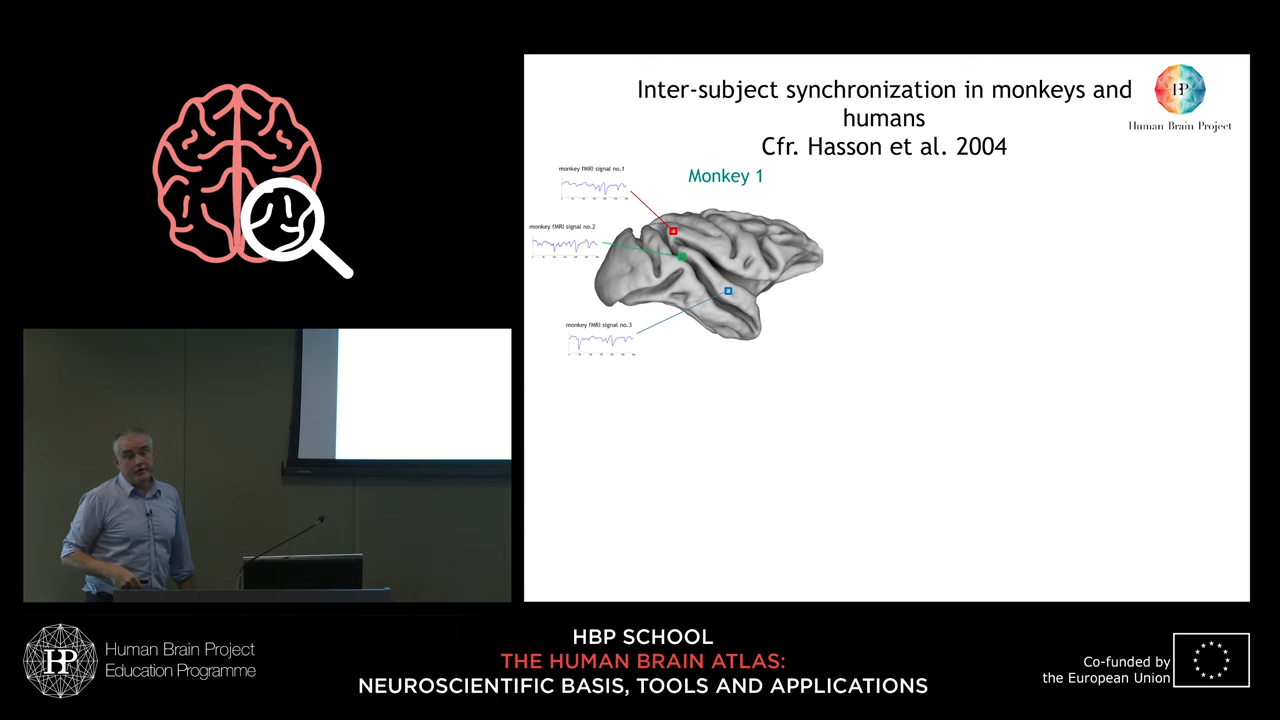 Inter-subject synchronization in monkeys and
humans
Cfr. Hasson et al. 2004
HBP
Human Brain Project
Monkey 1
monkey fMRI signal no.1
monkey fMRI signal no.2
monkey fMRI signal no.3
HBP
Human Brain Project
Education Programme
HBP SCHOOL
THE HUMAN BRAIN ATLAS:
NEUROSCIENTIFIC BASIS, TOOLS AND APPLICATIONS
Co-funded by
the European Union